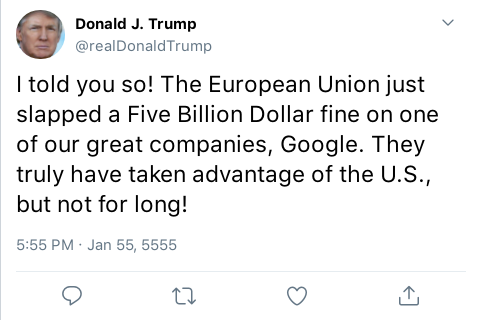 Donald J. Trump
@realDonaldTrump
I told you so! The European Union just
slapped a Five Billion Dollar fine on one
of our great companies, Google. They
truly have taken advantage of the U.S.,
but not for long!
5:55 PM · Jan 55, 5555